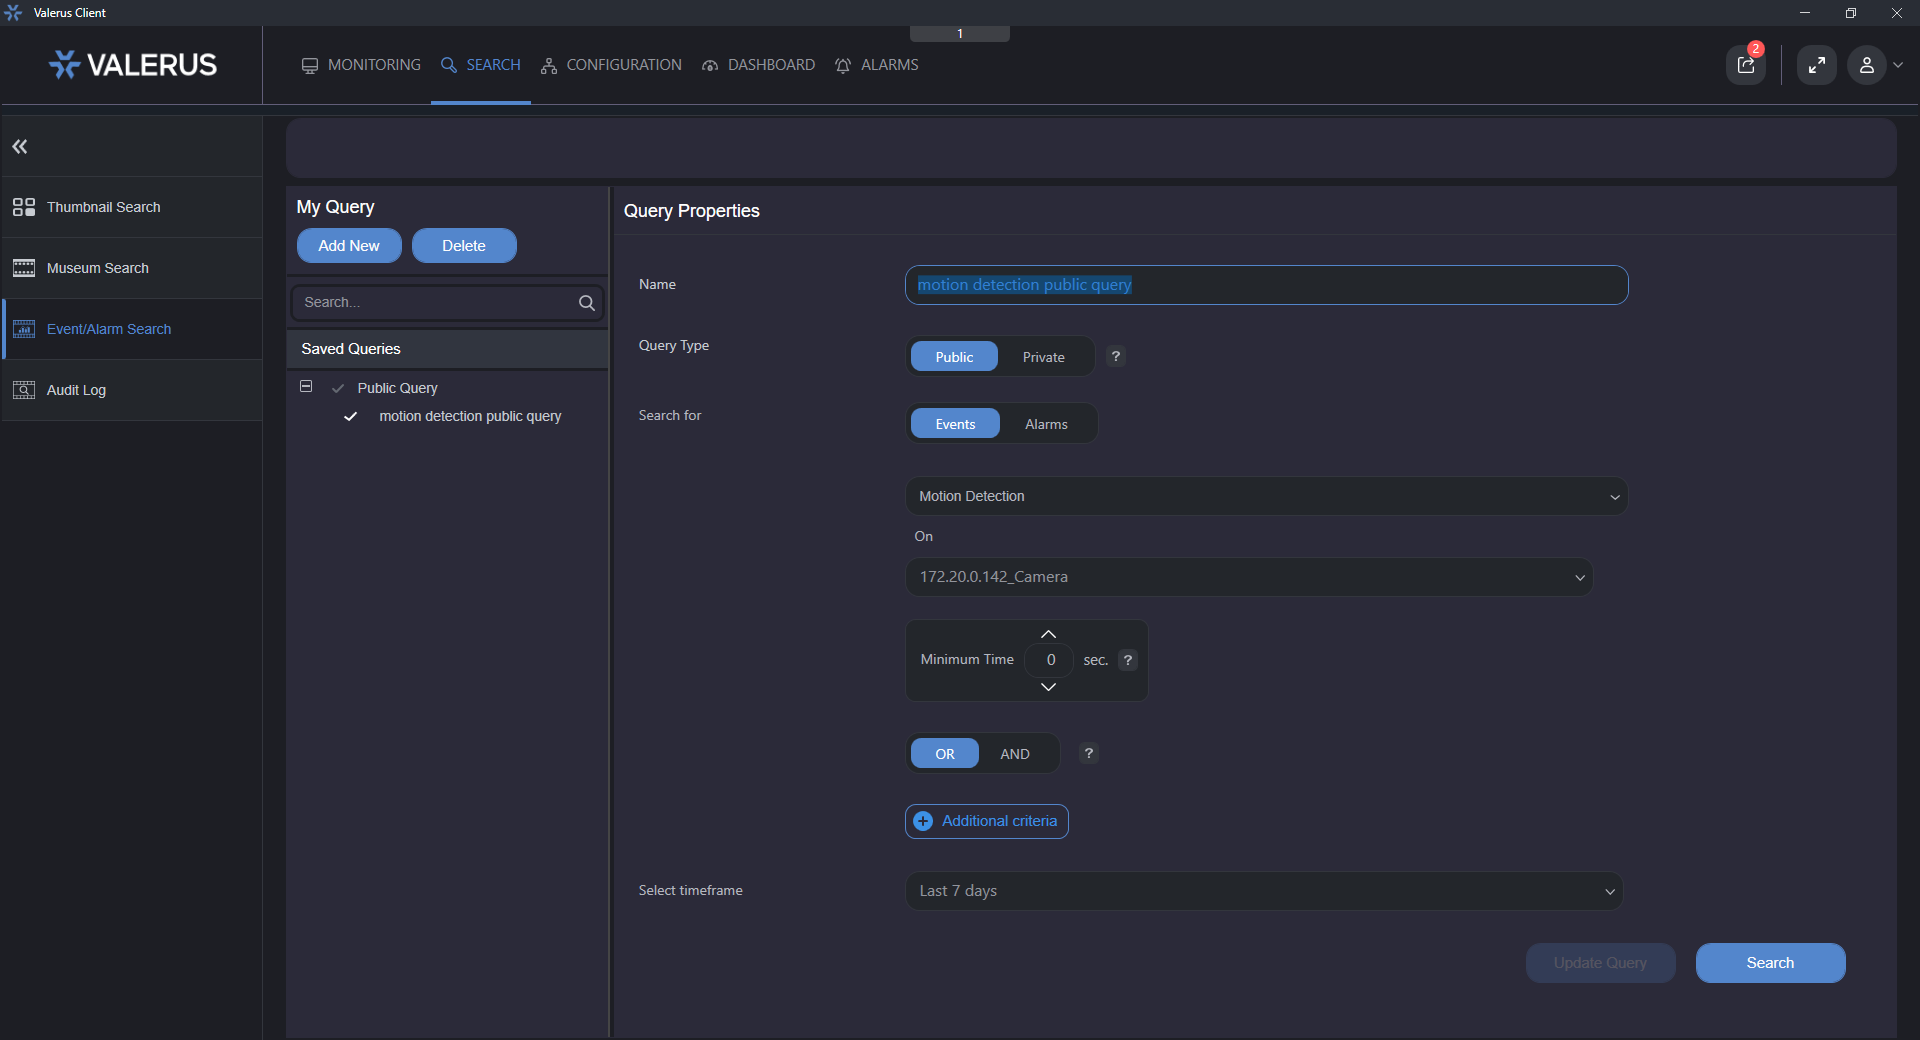 Valerus Client
1
VALERUS
MONITORING
SEARCH
CONFIGURATION
DASHBOARD
ALARMS
2
Thumbnail Search
Museum Search
Event/Alarm Search
Audit Log
My Query
Add New
Delete
Search...
Saved Queries
Public Query
motion detection public query
Query Properties
Name
motion detection public query
Query Type
Public
Private
?
Search for
Events
Alarms
Motion Detection
On
172.20.0.142_Camera
Minimum Time
0
sec.
?
OR
AND
?
Additional criteria
Select timeframe
Last 7 days
Update Query
Search